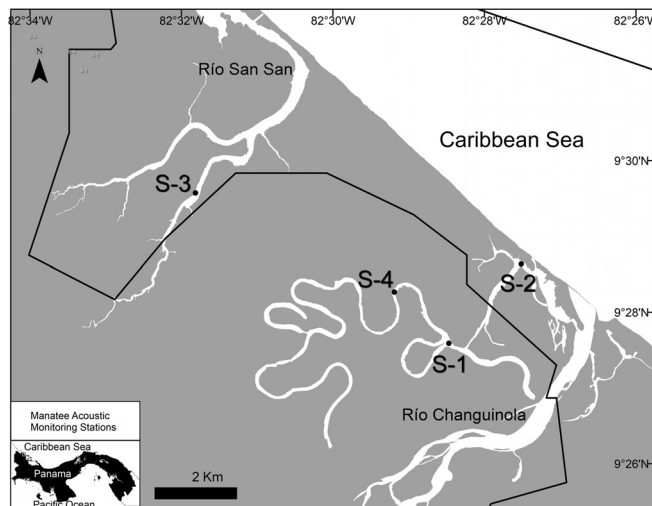 82°34'W 82°32'W 82°30'W 82°28'W 82°26'W
N
Río San San
Caribbean Sea
9°30'N
S-3
S-4
S-2
9°28'N
S-1
Río Changuinola
Manatee Acoustic
Monitoring Stations
Caribbean Sea
Panama
Pacific Ocean
2 Km
9°26'N